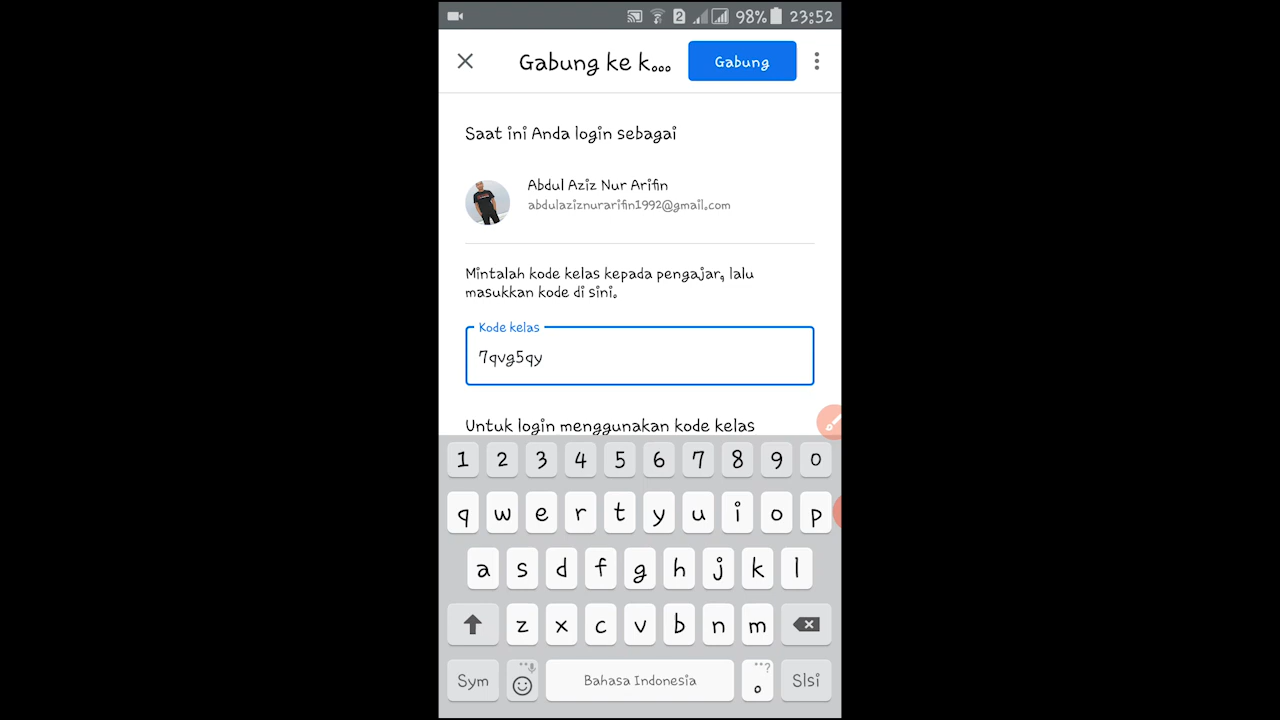 2 98% 23:52
Gabung ke k... Gabung
Saat ini Anda login sebagai
Abdul Aziz Nur Arifin
abdulaziznurarifin1992@gmail.com
Mintalah kode kelas kepada pengajar, lalu
masukkan kode di sini.
Kode kelas
7qvg5qy
Untuk login menggunakan kode kelas
1 2 3 4 5 6 7 8 9 0
q w e r t y u i o p
a s d f g h j k l
z x c v b n m
Sym Bahasa Indonesia . ? Slsi